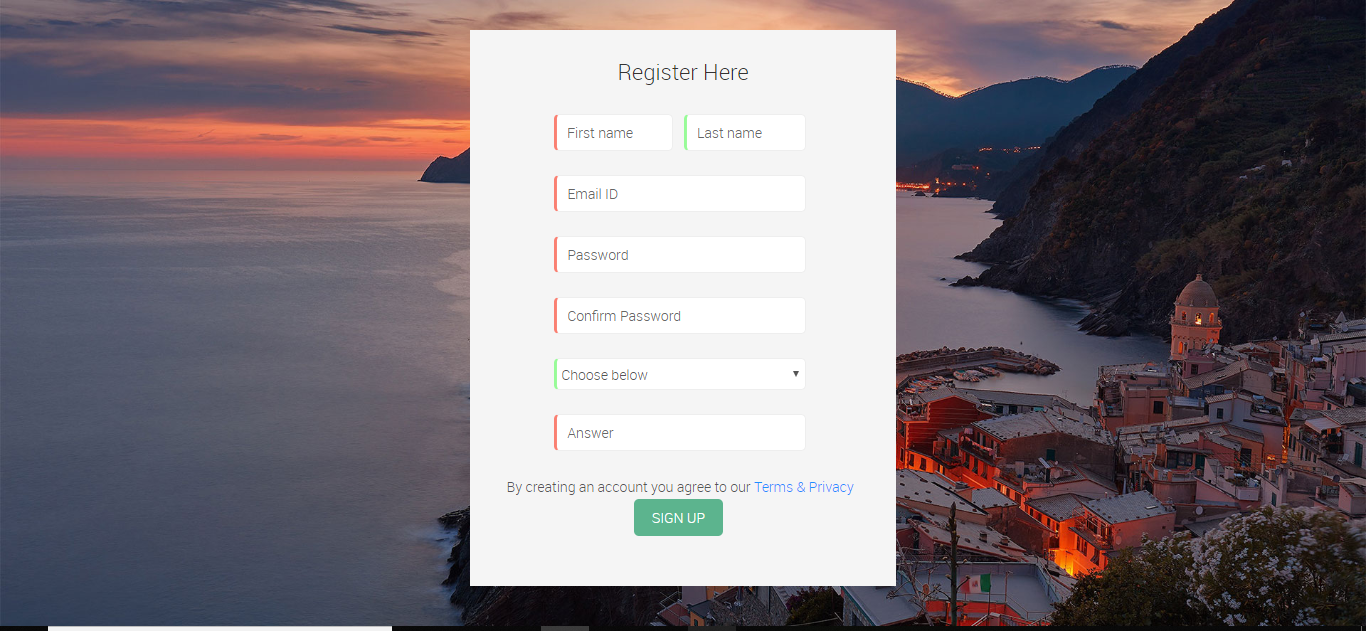 Register Here
First name Last name
Email ID
Password
Confirm Password
Choose below
Answer
By creating an account you agree to our Terms & Privacy
SIGN UP